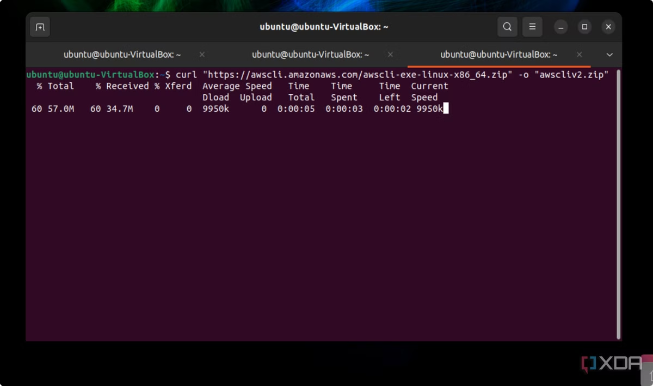 ubuntu@ubuntu-VirtualBox: ~
ubuntu@ubuntu-VirtualBox: ~ × ubuntu@ubuntu-VirtualBox: ~ × ubuntu@ubuntu-VirtualBox: ~ ×
ubuntu@ubuntu-VirtualBox:~$ curl "https://awscli.amazonaws.com/awscli-exe-linux-x86_64.zip" -o "awscliv2.zip"
% Total % Received % Xferd Average Speed Time Time Time Current
Dload Upload Total Spent Left Speed
60 57.0M 60 34.7M 0 0 9950k 0 0:00:05 0:00:03 0:00:02 9950k
XDA